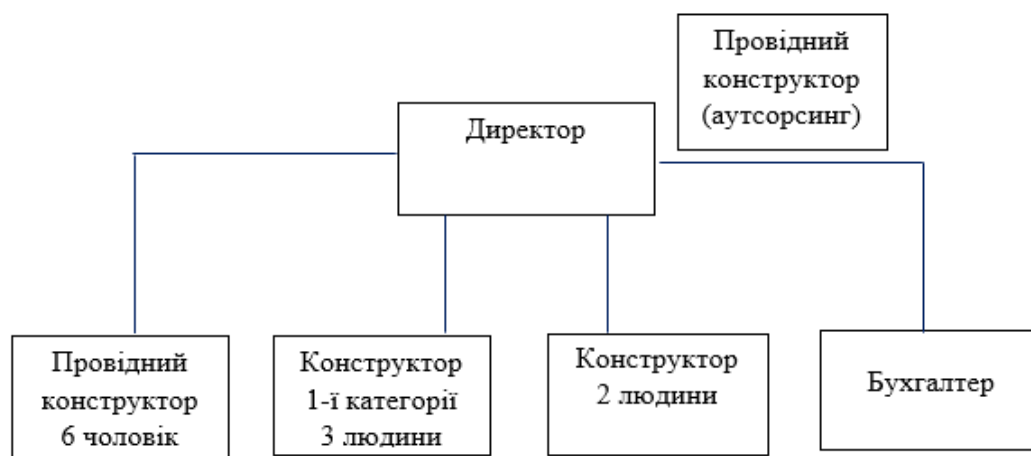 Провідний
конструктор
(аутсорсинг)
Директор
Провідний
конструктор
6 чоловік
Конструктор
1-ї категорії
3 людини
Конструктор
2 людини
Бухгалтер